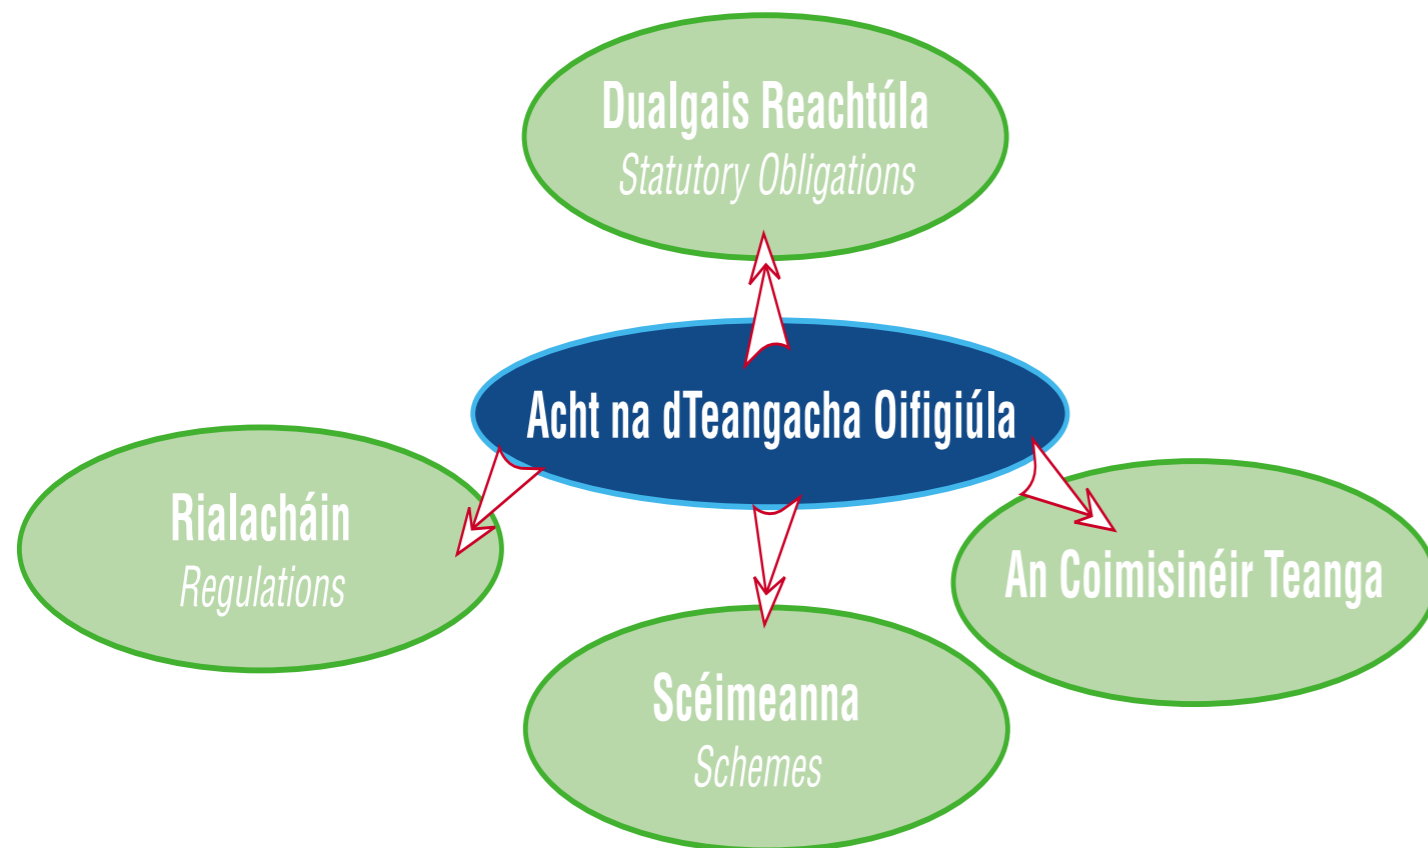 Dualgais Reachtúla
Statutory Obligations
Acht na dTeangacha Oifigiúla
Rialacháin
Regulations
An Coimisinéir Teanga
Scéimeanna
Schemes